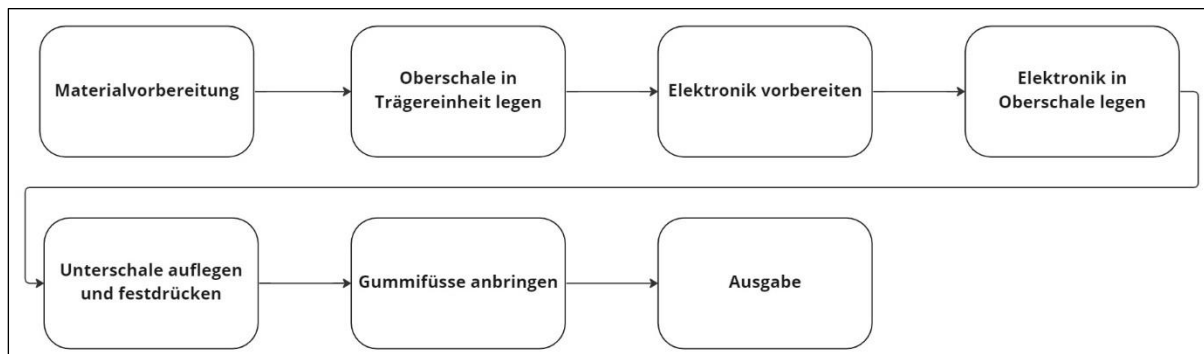 Materialvorbereitung
Oberschale in
Trägereinheit legen
Elektronik vorbereiten
Elektronik in
Oberschale legen
Unterschale auflegen
und festdrücken
Gummifüsse anbringen
Ausgabe